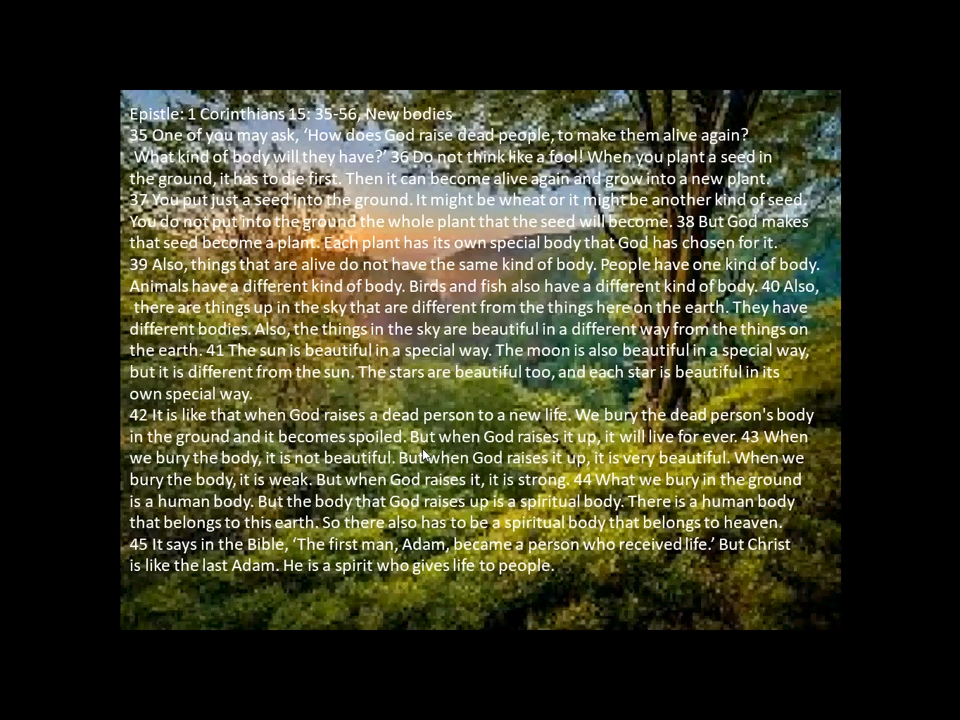 Epistle: 1 Corinthians 15: 35-56, New bodies
35 One of you may ask, ‘How does God raise dead people, to make them alive again?
What kind of body will they have?’ 36 Do not think like a fool! When you plant a seed in
the ground, it has to die first. Then it can become alive again and grow into a new plant.
37 You put just a seed into the ground. It might be wheat or it might be another kind of seed.
You do not put into the ground the whole plant that the seed will become. 38 But God makes
that seed become a plant. Each plant has its own special body that God has chosen for it.
39 Also, things that are alive do not have the same kind of body. People have one kind of body.
Animals have a different kind of body. Birds and fish also have a different kind of body. 40 Also,
there are things up in the sky that are different from the things here on the earth. They have
different bodies. Also, the things in the sky are beautiful in a different way from the things on
the earth. 41 The sun is beautiful in a special way. The moon is also beautiful in a special way,
but it is different from the sun. The stars are beautiful too, and each star is beautiful in its
own special way.
42 It is like that when God raises a dead person to a new life. We bury the dead person's body
in the ground and it becomes spoiled. But when God raises it up, it will live for ever. 43 When
we bury the body, it is not beautiful. But when God raises it up, it is very beautiful. When we
bury the body, it is weak. But when God raises it, it is strong. 44 What we bury in the ground
is a human body. But the body that God raises up is a spiritual body. There is a human body
that belongs to this earth. So there also has to be a spiritual body that belongs to heaven.
45 It says in the Bible, ‘The first man, Adam, became a person who received life.’ But Christ
is like the last Adam. He is a spirit who gives life to people.